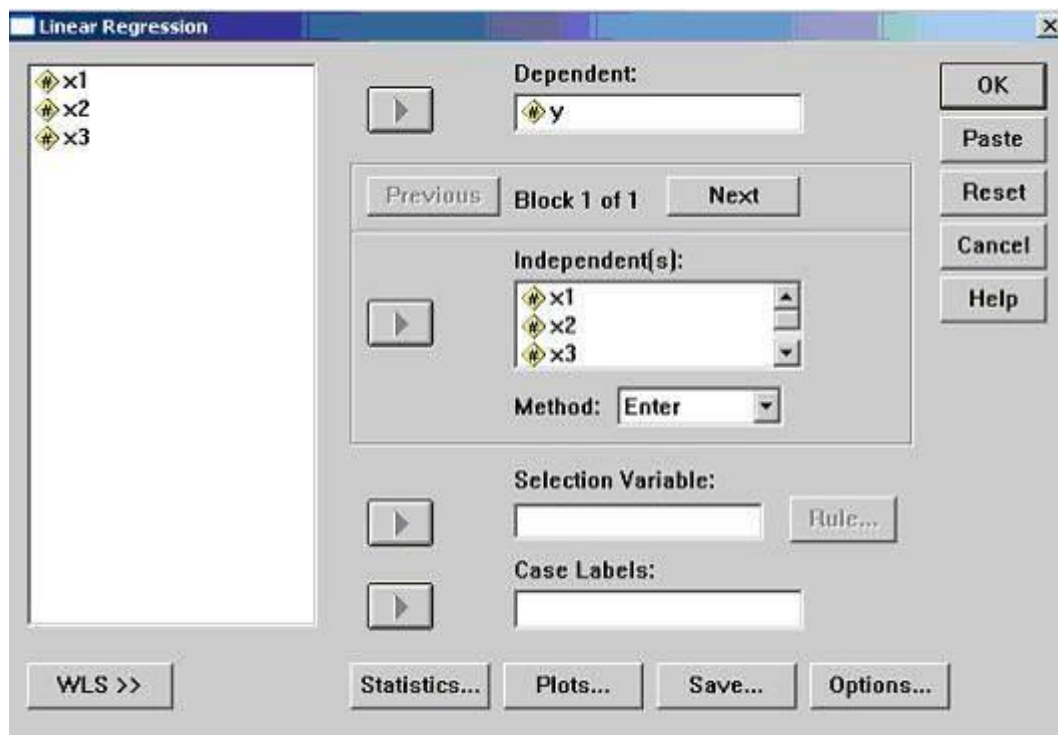 Linear Regression
x1
x2
x3
Dependent:
y
Previous
Block 1 of 1
Next
Independent(s):
x1
x2
x3
Method: Enter
Selection Variable:
Rule...
Case Labels:
OK
Paste
Reset
Cancel
Help
WLS >>
Statistics...
Plots...
Save...
Options...